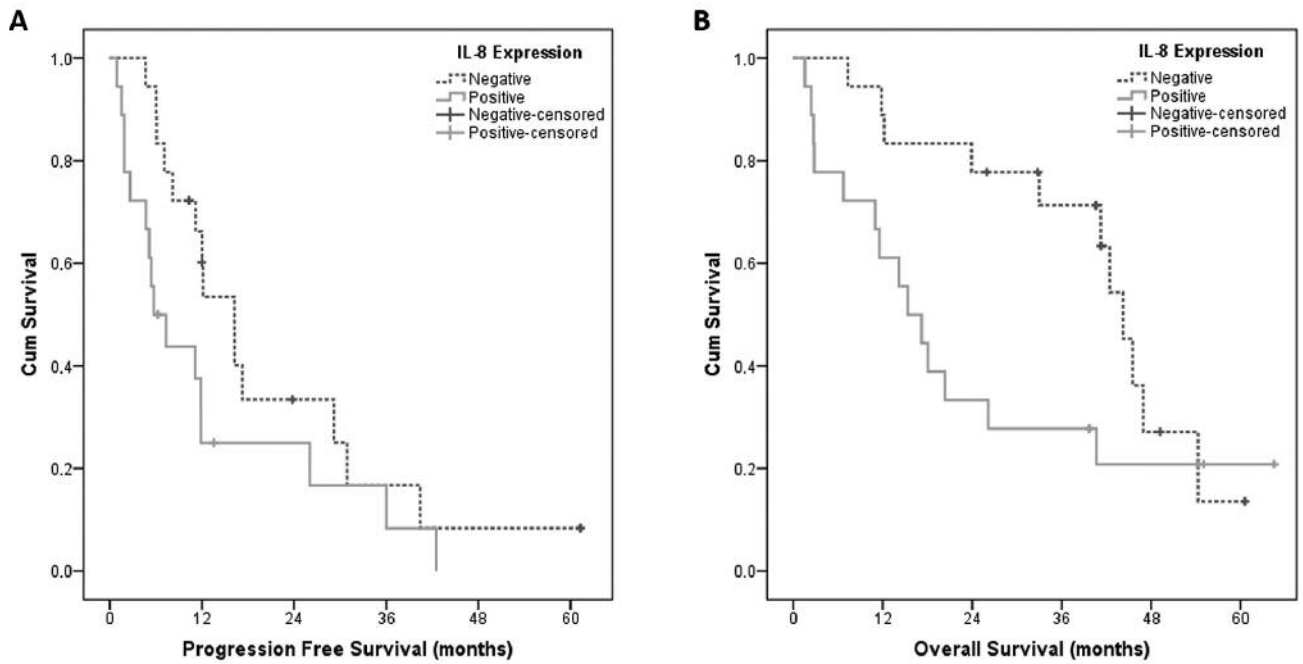 A
IL-8 Expression
Negative
Positive
Negative-censored
Positive-censored
1.0
0.8
0.6
0.4
0.2
0.0
Cum Survival
0 12 24 36 48 60
Progression Free Survival (months)
B
IL-8 Expression
Negative
Positive
Negative-censored
Positive-censored
1.0
0.8
0.6
0.4
0.2
0.0
Cum Survival
0 12 24 36 48 60
Overall Survival (months)